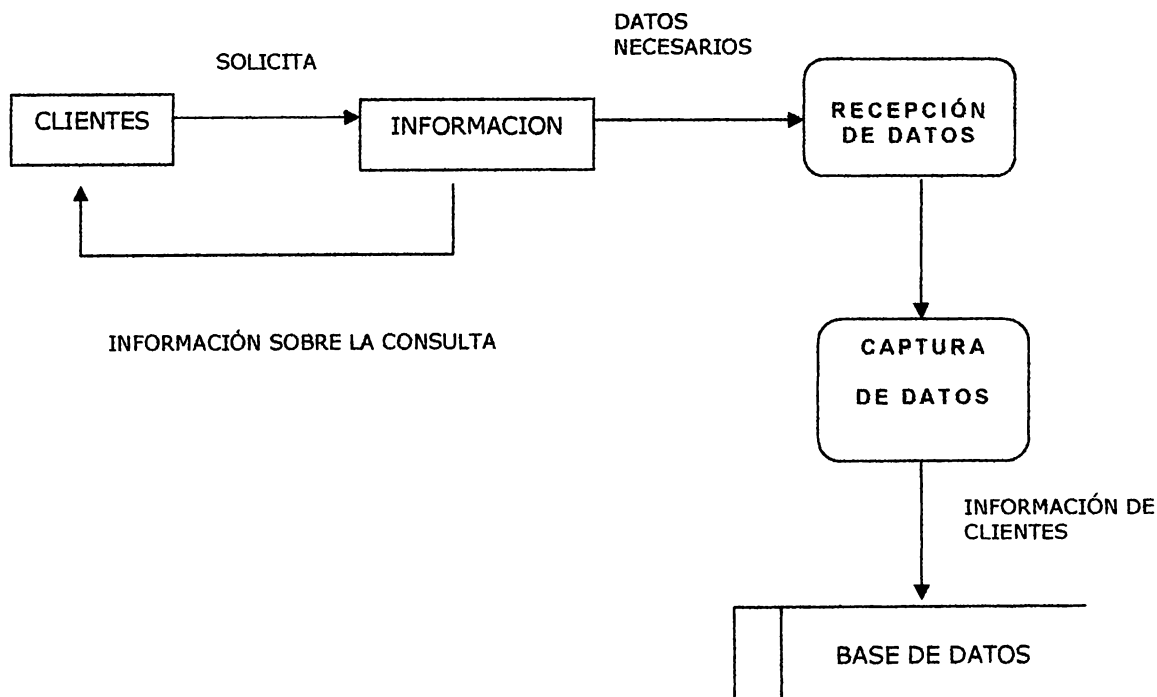 DATOS
NECESARIOS
SOLICITA
CLIENTES
INFORMACION
RECEPCIÓN
DE DATOS
INFORMACIÓN SOBRE LA CONSULTA
CAPTURA
DE DATOS
INFORMACIÓN DE
CLIENTES
BASE DE DATOS